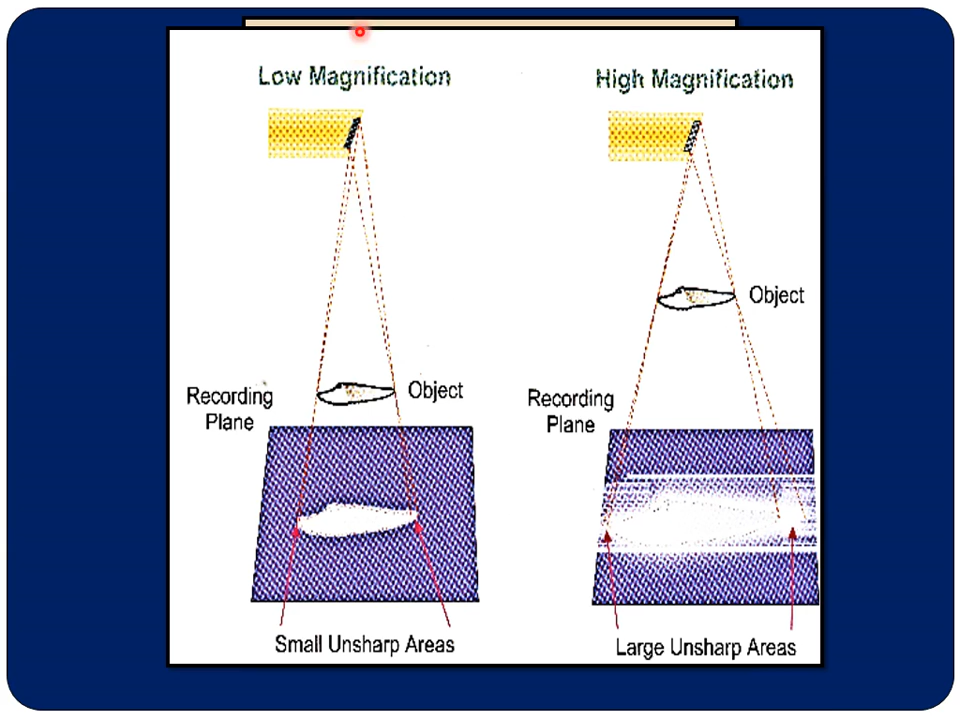 Low Magnification
High Magnification
Object
Object
Recording
Plane
Recording
Plane
Small Unsharp Areas
Large Unsharp Areas